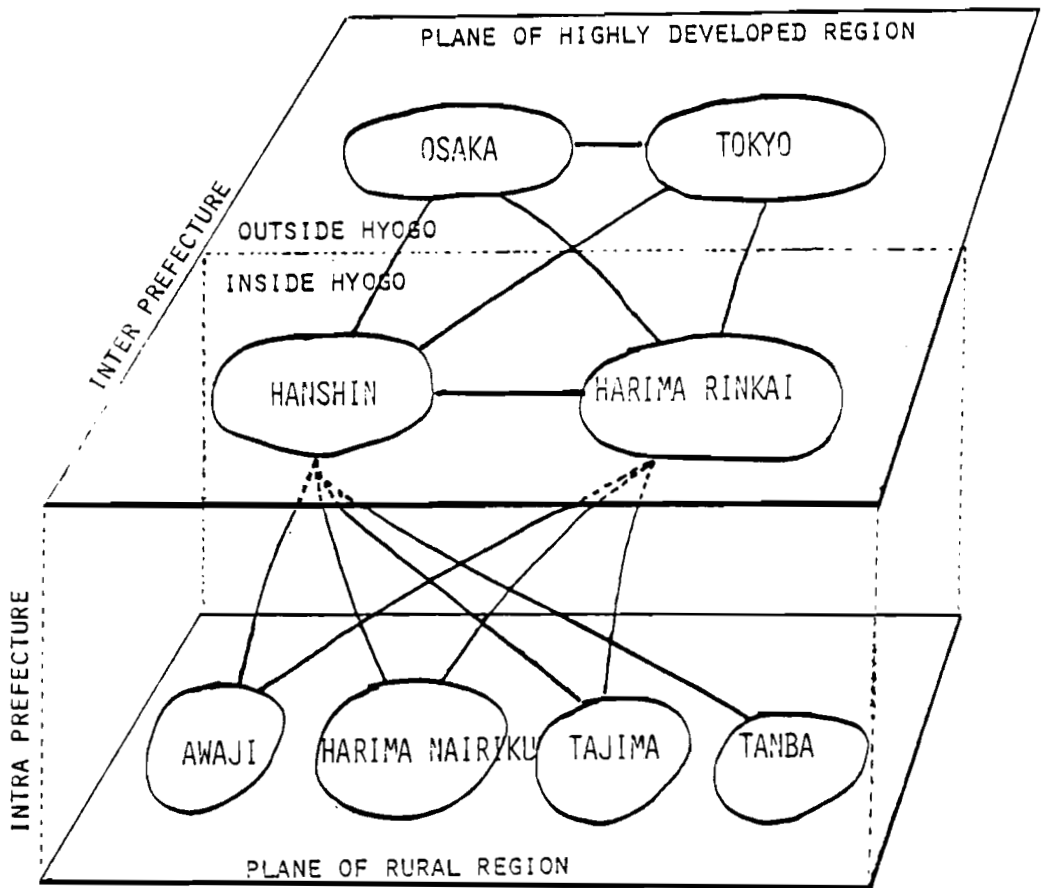 PLANE OF HIGHLY DEVELOPED REGION
OSAKA
TOKYO
INTER PREFECTURE
OUTSIDE HYOGO
INSIDE HYOGO
HANSHIN
HARIMA RINKAI
INTRA PREFECTURE
AWAJI
HARIMA NAIRIKU
TAJIMA
TANBA
PLANE OF RURAL REGION